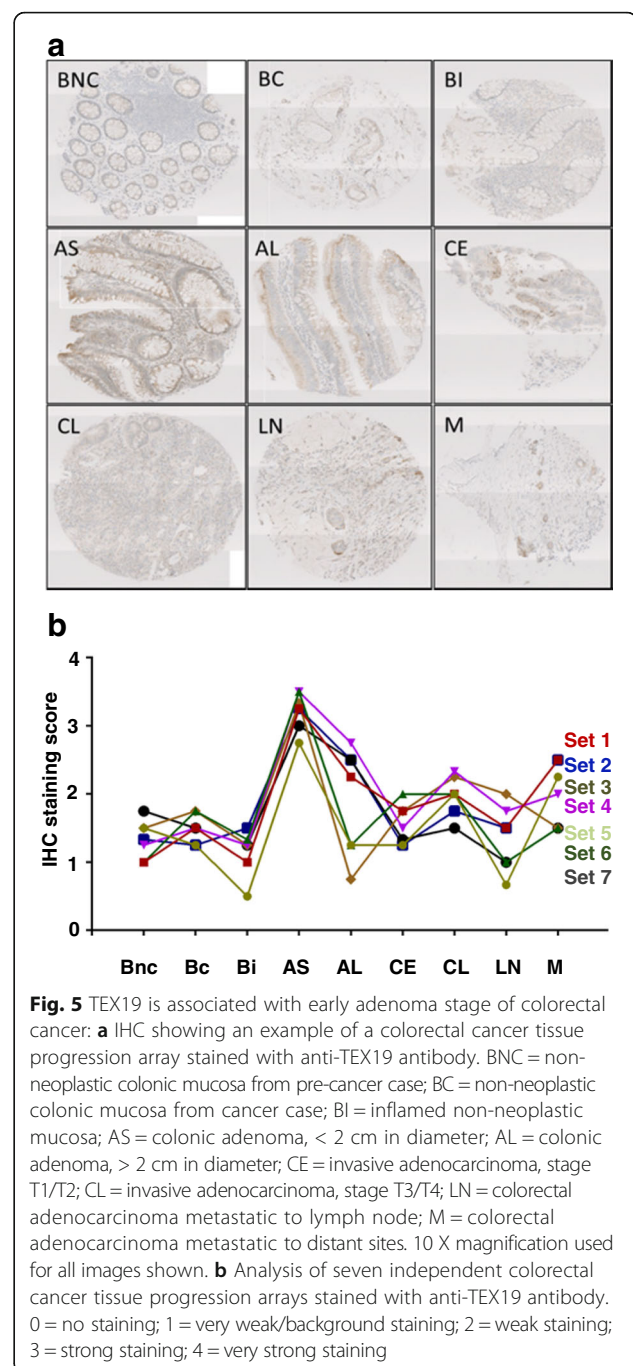 a
BNC
BC
BI
AS
AL
CE
CL
LN
M
b
4
3
2
1
0
IHC staining score
Set 1
Set 2
Set 3
Set 4
Set 5
Set 6
Set 7
Bnc Bc Bi AS AL CE CL LN M
Fig. 5 TEX19 is associated with early adenoma stage of colorectal
cancer: a IHC showing an example of a colorectal cancer tissue
progression array stained with anti-TEX19 antibody. BNC = non-
neoplastic colonic mucosa from pre-cancer case; BC = non-neoplastic
colonic mucosa from cancer case; BI = inflamed non-neoplastic
mucosa; AS = colonic adenoma, < 2 cm in diameter; AL = colonic
adenoma, > 2 cm in diameter; CE = invasive adenocarcinoma, stage
T1/T2; CL = invasive adenocarcinoma, stage T3/T4; LN = colorectal
adenocarcinoma metastatic to lymph node; M = colorectal
adenocarcinoma metastatic to distant sites. 10 X magnification used
for all images shown. b Analysis of seven independent colorectal
cancer tissue progression arrays stained with anti-TEX19 antibody.
0 = no staining; 1 = very weak/background staining; 2 = weak staining;
3 = strong staining; 4 = very strong staining